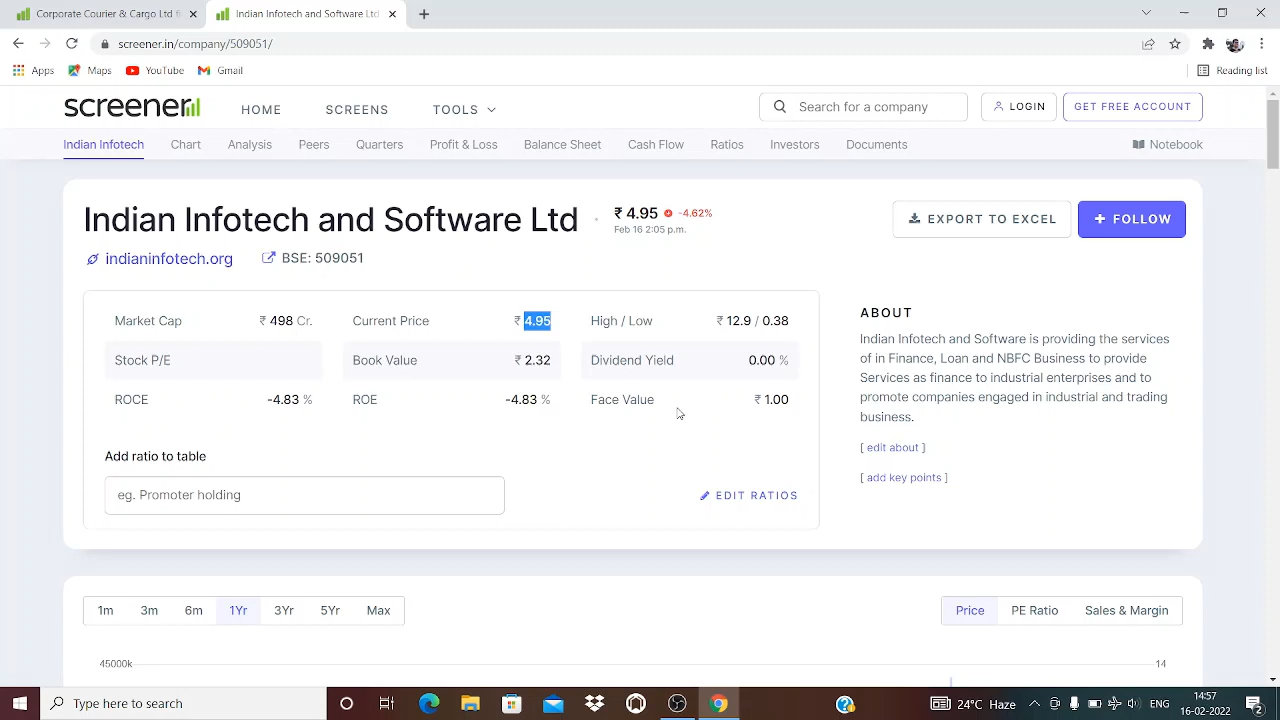 Corporate Courier & Cargo Ltd f
Indian Infotech and Software Ltd
screener.in/company/509051/
Apps
Maps
YouTube
Gmail
Reading list
screener
HOME
SCREENS
TOOLS
Search for a company
LOGIN
GET FREE ACCOUNT
Indian Infotech
Chart
Analysis
Peers
Quarters
Profit & Loss
Balance Sheet
Cash Flow
Ratios
Investors
Documents
Notebook
Indian Infotech and Software Ltd
₹ 4.95 -4.62%
Feb 16 2:05 p.m.
EXPORT TO EXCEL
+ FOLLOW
indianinfotech.org
BSE: 509051
Market Cap ₹ 498 Cr.
Current Price ₹ 4.95
High / Low ₹ 12.9 / 0.38
Stock P/E
Book Value ₹ 2.32
Dividend Yield 0.00 %
ROCE -4.83 %
ROE -4.83 %
Face Value ₹ 1.00
Add ratio to table
eg. Promoter holding
EDIT RATIOS
ABOUT
Indian Infotech and Software is providing the services
of in Finance, Loan and NBFC Business to provide
Services as finance to industrial enterprises and to
promote companies engaged in industrial and trading
business.
[ edit about ]
[ add key points ]
1m
3m
6m
1Yr
3Yr
5Yr
Max
Price
PE Ratio
Sales & Margin
45000k
14
Type here to search
24°C Haze
14:57
16-02-2022
2